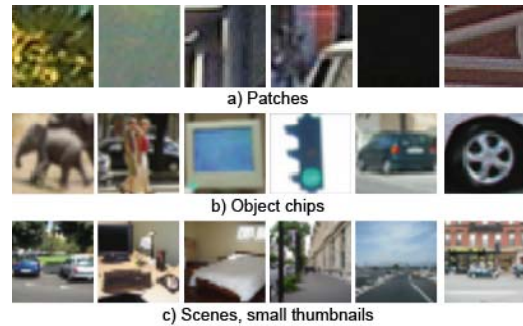 a) Patches
b) Object chips
c) Scenes, small thumbnails